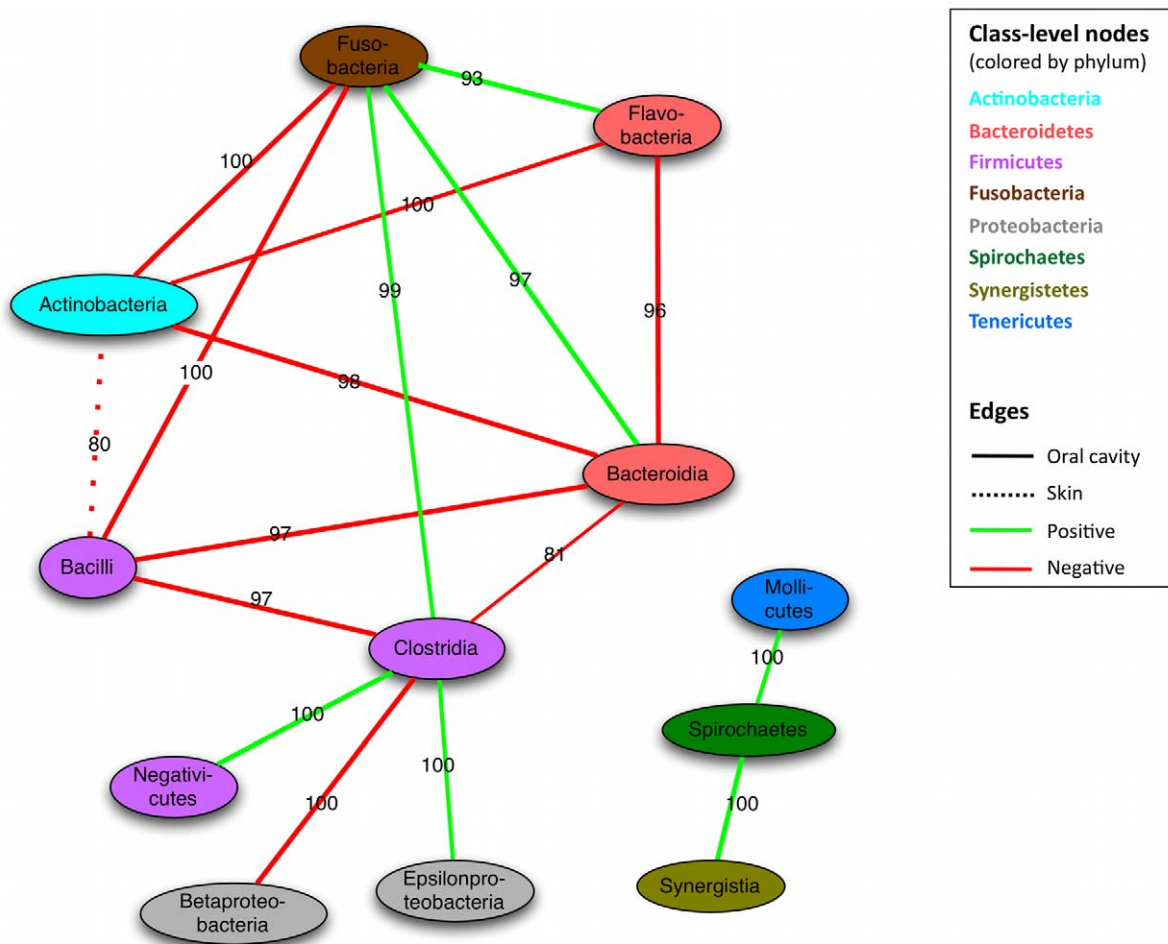 Fuso-
bacteria
93
Flavo-
bacteria
100
100
Actinobacteria
99
97
96
100
98
80
Bacteroidia
97
Bacilli
81
97
Clostridia
Molli-
cutes
100
100
Spirochaetes
Negativi-
cutes
100
100
100
Betaproteo-
bacteria
Epsilonpr-
oteobacteria
Synergistia
Class-level nodes
(colored by phylum)
Actinobacteria
Bacteroidetes
Firmicutes
Fusobacteria
Proteobacteria
Spirochaetes
Synergistetes
Tenericutes
Edges
Oral cavity
Skin
Positive
Negative